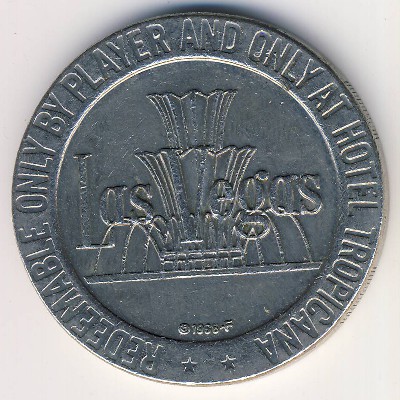 REDEEMABLE ONLY BY PLAYER AND ONLY AT HOTEL TROPICANA
Las Vegas